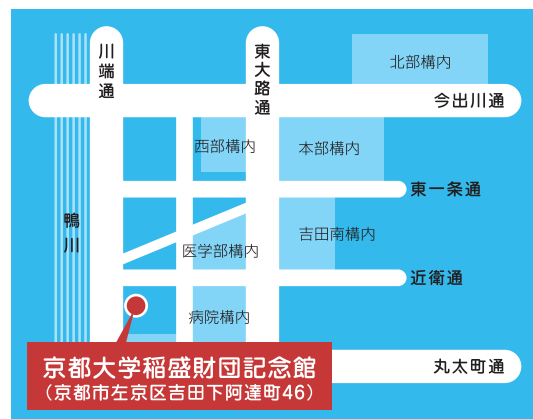 川端通
東大路通
北部構内
今出川通
西部構内
本部構内
東一条通
鴨川
吉田南構内
医学部構内
近衛通
病院構内
京都大学稲盛財団記念館
(京都市左京区吉田下阿達町46)
丸太町通